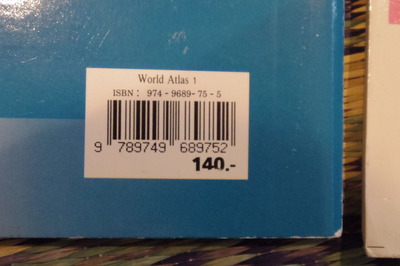 World Atlas 1
ISBN : 974 - 9689- 75 - 5
9 789749 689752
140.-